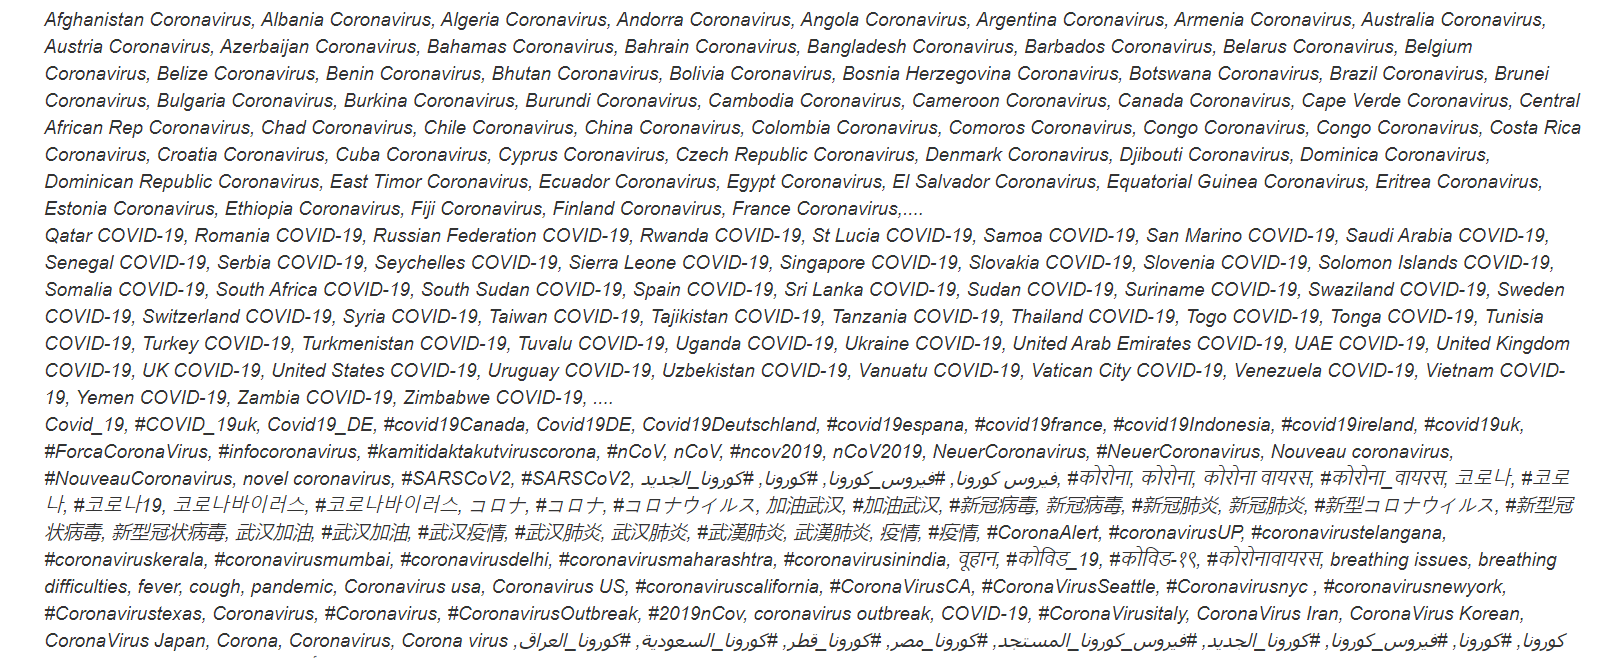 Afghanistan Coronavirus, Albania Coronavirus, Algeria Coronavirus, Andorra Coronavirus, Angola Coronavirus, Argentina Coronavirus, Armenia Coronavirus, Australia Coronavirus,
Austria Coronavirus, Azerbaijan Coronavirus, Bahamas Coronavirus, Bahrain Coronavirus, Bangladesh Coronavirus, Barbados Coronavirus, Belarus Coronavirus, Belgium
Coronavirus, Belize Coronavirus, Benin Coronavirus, Bhutan Coronavirus, Bolivia Coronavirus, Bosnia Herzegovina Coronavirus, Botswana Coronavirus, Brazil Coronavirus, Brunei
Coronavirus, Bulgaria Coronavirus, Burkina Coronavirus, Burundi Coronavirus, Cambodia Coronavirus, Cameroon Coronavirus, Canada Coronavirus, Cape Verde Coronavirus, Central
African Rep Coronavirus, Chad Coronavirus, Chile Coronavirus, China Coronavirus, Colombia Coronavirus, Comoros Coronavirus, Congo Coronavirus, Congo Coronavirus, Costa Rica
Coronavirus, Croatia Coronavirus, Cuba Coronavirus, Cyprus Coronavirus, Czech Republic Coronavirus, Denmark Coronavirus, Djibouti Coronavirus, Dominica Coronavirus,
Dominican Republic Coronavirus, East Timor Coronavirus, Ecuador Coronavirus, Egypt Coronavirus, El Salvador Coronavirus, Equatorial Guinea Coronavirus, Eritrea Coronavirus,
Estonia Coronavirus, Ethiopia Coronavirus, Fiji Coronavirus, Finland Coronavirus, France Coronavirus,....
Qatar COVID-19, Romania COVID-19, Russian Federation COVID-19, Rwanda COVID-19, St Lucia COVID-19, Samoa COVID-19, San Marino COVID-19, Saudi Arabia COVID-19,
Senegal COVID-19, Serbia COVID-19, Seychelles COVID-19, Sierra Leone COVID-19, Singapore COVID-19, Slovakia COVID-19, Slovenia COVID-19, Solomon Islands COVID-19,
Somalia COVID-19, South Africa COVID-19, South Sudan COVID-19, Spain COVID-19, Sri Lanka COVID-19, Sudan COVID-19, Suriname COVID-19, Swaziland COVID-19, Sweden
COVID-19, Switzerland COVID-19, Syria COVID-19, Taiwan COVID-19, Tajikistan COVID-19, Tanzania COVID-19, Thailand COVID-19, Togo COVID-19, Tonga COVID-19, Tunisia
COVID-19, Turkey COVID-19, Turkmenistan COVID-19, Tuvalu COVID-19, Uganda COVID-19, Ukraine COVID-19, United Arab Emirates COVID-19, UAE COVID-19, United Kingdom
COVID-19, UK COVID-19, United States COVID-19, Uruguay COVID-19, Uzbekistan COVID-19, Vanuatu COVID-19, Vatican City COVID-19, Venezuela COVID-19, Vietnam COVID-
19, Yemen COVID-19, Zambia COVID-19, Zimbabwe COVID-19, ....
Covid_19, #COVID_19uk, Covid19_DE, #covid19Canada, Covid19DE, Covid19Deutschland, #covid19espana, #covid19france, #covid19Indonesia, #covid19ireland, #covid19uk,
#ForcaCoronaVirus, #infocoronavirus, #kamitidaktakutviruscorona, #nCoV, nCoV, #ncov2019, nCoV2019, NeuerCoronavirus, #NeuerCoronavirus, Nouveau coronavirus,
#NouveauCoronavirus, novel coronavirus, #SARSCoV2, #SARSCoV2, فيروس كورونا, #فيروس_كورونا, #كورونا, #كورونا_الجديد, #कोरोना, कोरोना, कोरोना वायरस, #कोरोना_वायरस, 코로나, #코로
나, #코로나19, 코로나바이러스, #코로나바이러스, コロナ, #コロナ, #コロナウイルス, 加油武汉, #加油武汉, #新冠病毒, 新冠病毒, #新冠肺炎, 新冠肺炎, #新型コロナウイルス, #新型冠
状病毒, 新型冠状病毒, 武汉加油, #武汉加油, #武汉疫情, #武汉肺炎, 武汉肺炎, #武漢肺炎, 武漢肺炎, 疫情, #疫情, #CoronaAlert, #coronavirusUP, #coronavirustelangana,
#coronaviruskerala, #coronavirusmumbai, #coronavirusdelhi, #coronavirusmaharashtra, #coronavirusinindia, वूहान, #कोविड_19, #कोविड-१९, #कोरोनावायरस, breathing issues, breathing
difficulties, fever, cough, pandemic, Coronavirus usa, Coronavirus US, #coronaviruscalifornia, #CoronaVirusCA, #CoronaVirusSeattle, #Coronavirusnyc , #coronavirusnewyork,
#Coronavirustexas, Coronavirus, #Coronavirus, #CoronavirusOutbreak, #2019nCov, coronavirus outbreak, COVID-19, #CoronaVirusitaly, CoronaVirus Iran, CoronaVirus Korean,
CoronaVirus Japan, Corona, Coronavirus, Corona virus كورونا, #كورونا, #فيروس_كورونا, #كورونا_الجديد, #فيروس_كورونا_المستجد, #كورونا_مصر, #كورونا_قطر, #كورونا_السعودية, #كورونا_العراق,